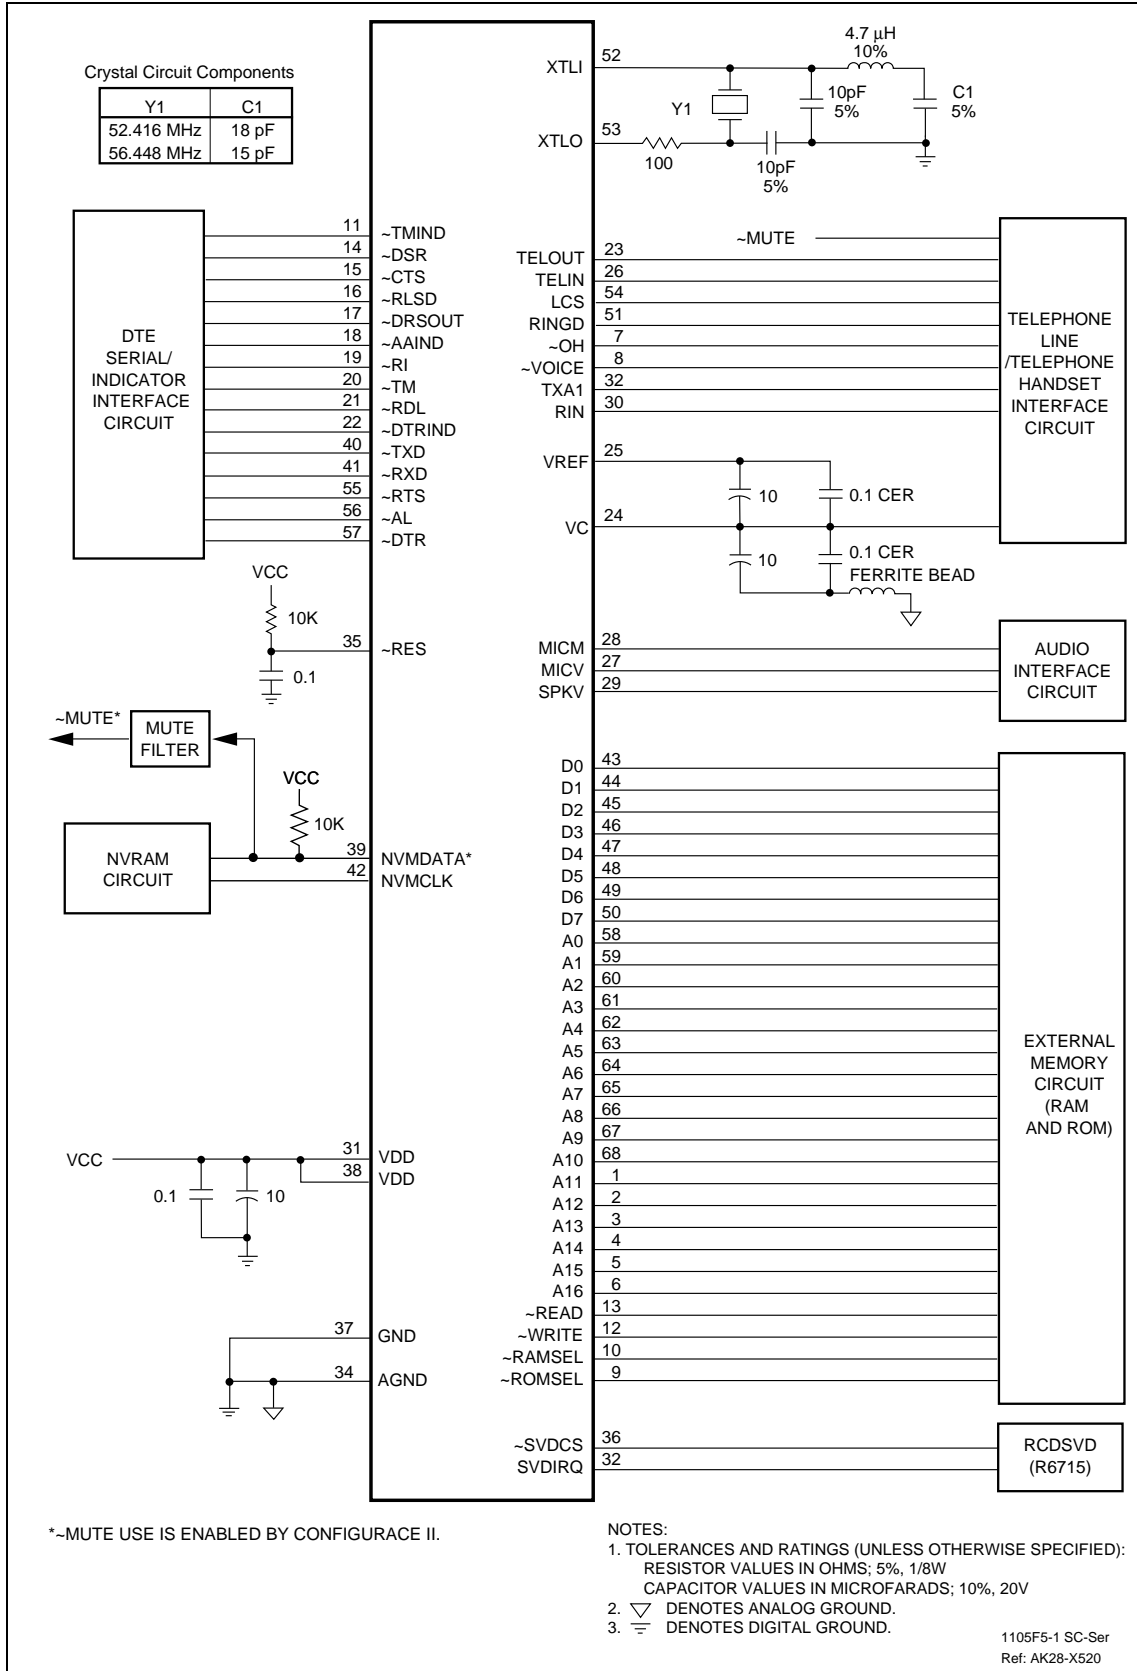 Crystal Circuit Components
Y1 C1
52.416 MHz 18 pF
56.448 MHz 15 pF
XTLI 52
4.7 µH
10%
Y1
10pF
5%
C1
5%
XTLO 53
100
10pF
5%
DTE
SERIAL/
INDICATOR
INTERFACE
CIRCUIT
11 ~TMIND
14 ~DSR
15 ~CTS
16 ~RLSD
17 ~DRSOUT
18 ~AAIND
19 ~RI
20 ~TM
21 ~RDL
22 ~DTRIND
40 ~TXD
41 ~RXD
55 ~RTS
56 ~AL
57 ~DTR
~MUTE
TELOUT 23
TELIN 26
LCS 54
RINGD 51
~OH 7
~VOICE 8
TXA1 32
RIN 30
TELEPHONE
LINE
/TELEPHONE
HANDSET
INTERFACE
CIRCUIT
VREF 25
10
0.1 CER
VC 24
10
0.1 CER
FERRITE BEAD
VCC
10K
35 ~RES
0.1
MICM 28
MICV 27
SPKV 29
AUDIO
INTERFACE
CIRCUIT
~MUTE*
MUTE
FILTER
VCC
10K
NVRAM
CIRCUIT
39 NVMDATA*
42 NVMCLK
D0 43
D1 44
D2 45
D3 46
D4 47
D5 48
D6 49
D7 50
A0 58
A1 59
A2 60
A3 61
A4 62
A5 63
A6 64
A7 65
A8 66
A9 67
A10 68
A11 1
A12 2
A13 3
A14 4
A15 5
A16 6
~READ 13
~WRITE 12
~RAMSEL 10
~ROMSEL 9
EXTERNAL
MEMORY
CIRCUIT
(RAM
AND ROM)
VCC
31 VDD
38 VDD
0.1
10
37 GND
34 AGND
~SVDCS 36
SVDIRQ 32
RCDSVD
(R6715)
*~MUTE USE IS ENABLED BY CONFIGURACE II.
NOTES:
1. TOLERANCES AND RATINGS (UNLESS OTHERWISE SPECIFIED):
RESISTOR VALUES IN OHMS; 5%, 1/8W
CAPACITOR VALUES IN MICROFARADS; 10%, 20V
2. DENOTES ANALOG GROUND.
3. DENOTES DIGITAL GROUND.
1105F5-1 SC-Ser
Ref: AK28-X520